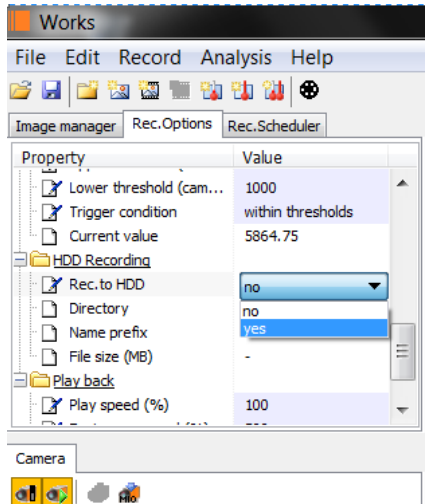 Works
File Edit Record Analysis Help
Image manager Rec.Options Rec.Scheduler
Property Value
Lower threshold (cam... 1000
Trigger condition within thresholds
Current value 5864.75
HDD Recording
Rec.to HDD no
Directory no
Name prefix yes
File size (MB) -
Play back
Play speed (%) 100
Camera
MIO